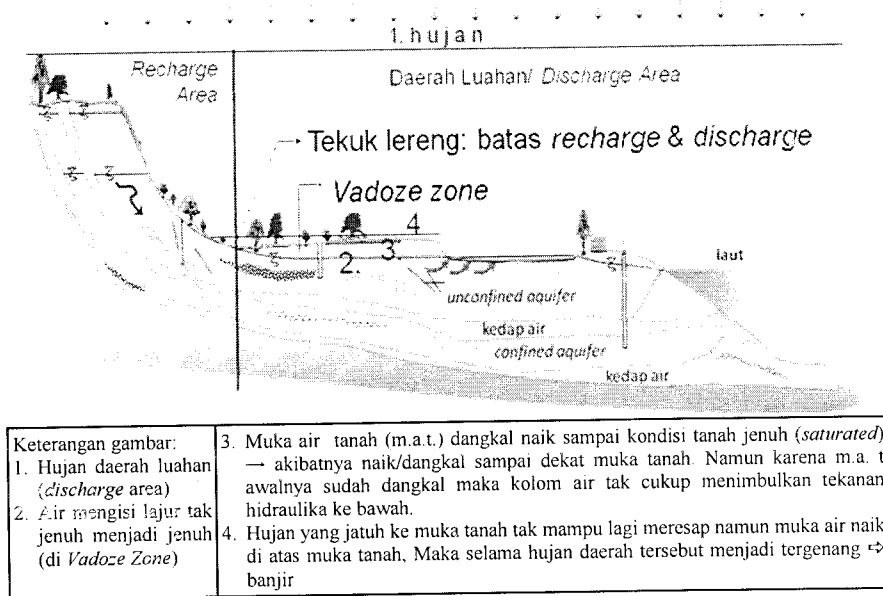 1. hujan
Recharge
Area
Daerah Luahan/ Discharge Area
Tekuk lereng: batas recharge & discharge
Vadoze zone
4
3.
2.
laut
unconfined aquifer
kedap air
confined aquifer
kedap air
Keterangan gambar:
1. Hujan daerah luahan
(discharge area)
2. Air mengisi lajur tak
jenuh menjadi jenuh
(di Vadoze Zone)
3. Muka air tanah (m.a.t.) dangkal naik sampai kondisi tanah jenuh (saturated)
→ akibatnya naik/dangkal sampai dekat muka tanah. Namun karena m.a. t
awalnya sudah dangkal maka kolom air tak cukup menimbulkan tekanan
hidraulika ke bawah.
4. Hujan yang jatuh ke muka tanah tak mampu lagi meresap namun muka air naik
di atas muka tanah, Maka selama hujan daerah tersebut menjadi tergenang ⇨
banjir